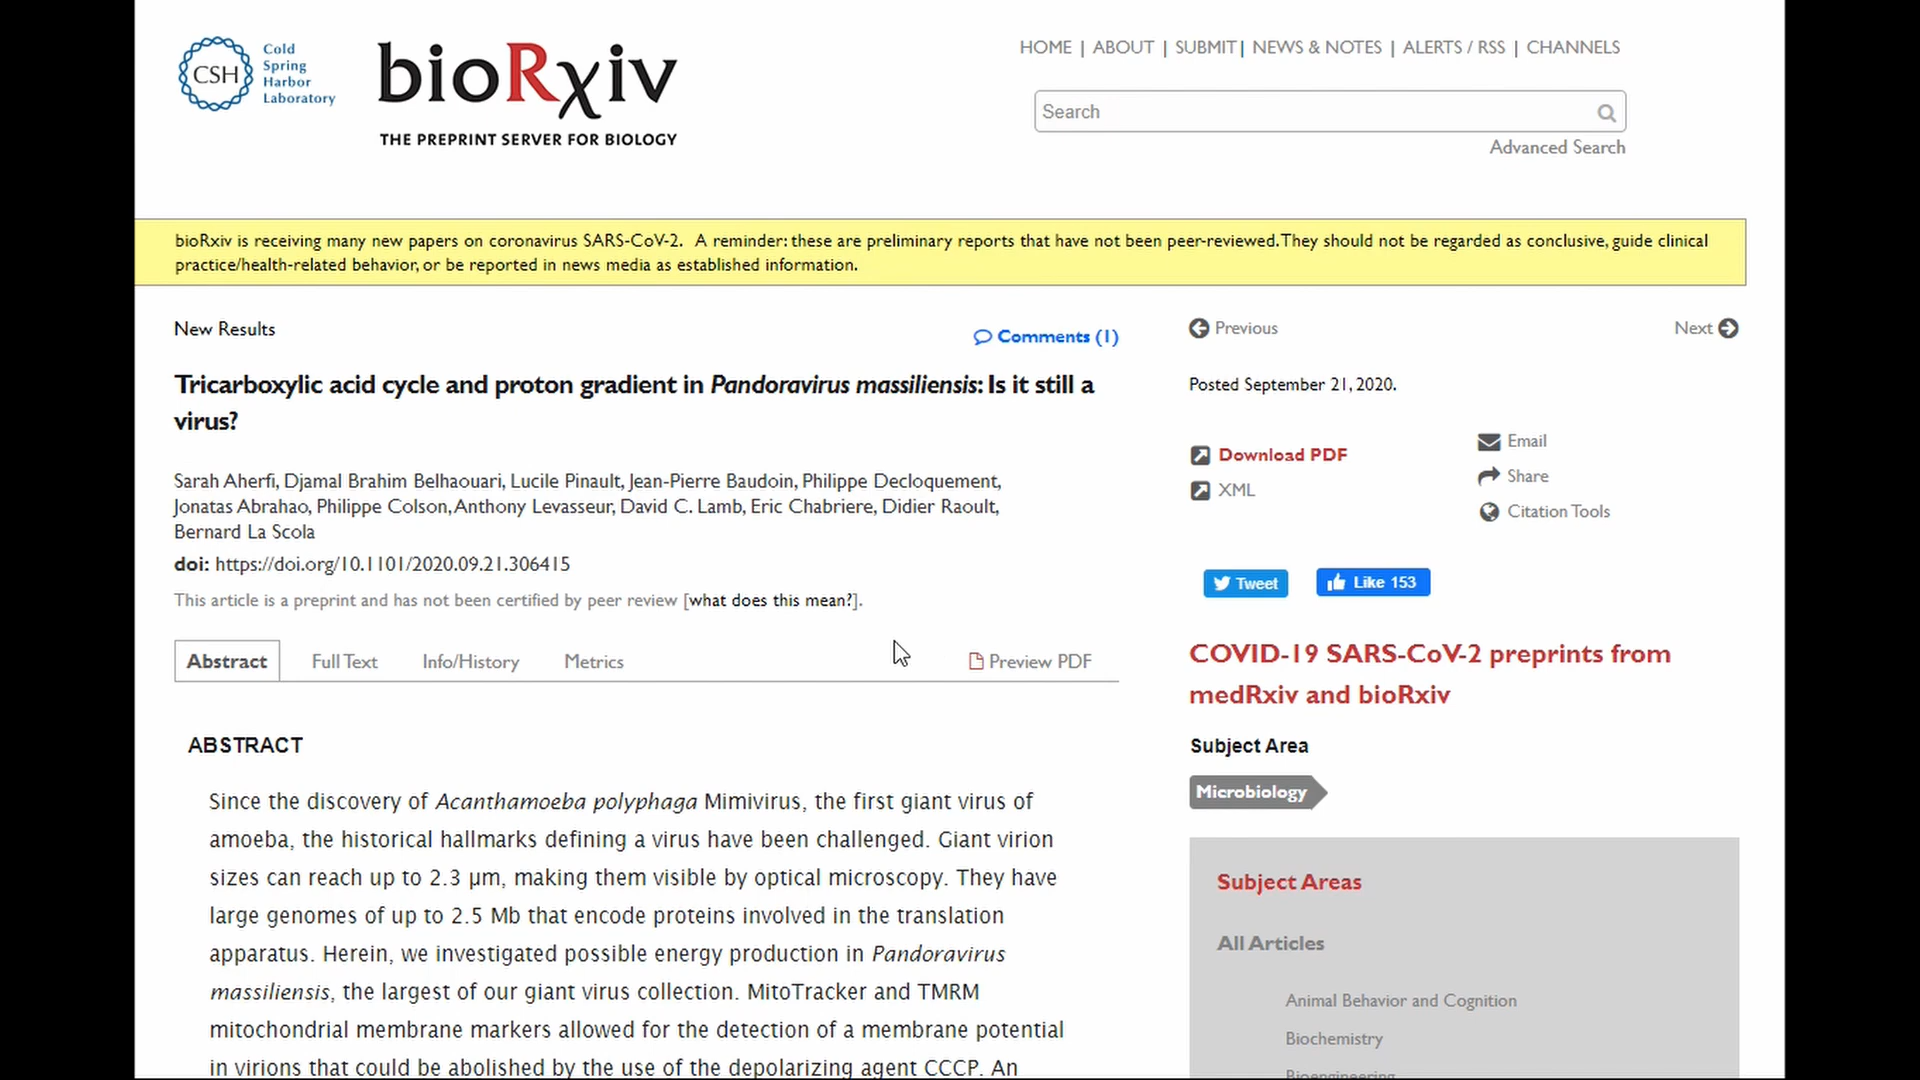 CSH
Cold
Spring
Harbor
Laboratory
bioRxiv
THE PREPRINT SERVER FOR BIOLOGY
HOME | ABOUT | SUBMIT | NEWS & NOTES | ALERTS / RSS | CHANNELS
Search
Advanced Search
bioRxiv is receiving many new papers on coronavirus SARS-CoV-2. A reminder: these are preliminary reports that have not been peer-reviewed. They should not be regarded as conclusive, guide clinical
practice/health-related behavior, or be reported in news media as established information.
New Results
Comments (1)
Tricarboxylic acid cycle and proton gradient in Pandoravirus massiliensis: Is it still a
virus?
Sarah Aherfi, Djamal Brahim Belhaouari, Lucile Pinault, Jean-Pierre Baudoin, Philippe Decloquement,
Jonatas Abrahao, Philippe Colson, Anthony Levasseur, David C. Lamb, Eric Chabriere, Didier Raoult,
Bernard La Scola
doi: https://doi.org/10.1101/2020.09.21.306415
This article is a preprint and has not been certified by peer review [what does this mean?].
Abstract Full Text Info/History Metrics Preview PDF
ABSTRACT
Since the discovery of Acanthamoeba polyphaga Mimivirus, the first giant virus of
amoeba, the historical hallmarks defining a virus have been challenged. Giant virion
sizes can reach up to 2.3 µm, making them visible by optical microscopy. They have
large genomes of up to 2.5 Mb that encode proteins involved in the translation
apparatus. Herein, we investigated possible energy production in Pandoravirus
massiliensis, the largest of our giant virus collection. MitoTracker and TMRM
mitochondrial membrane markers allowed for the detection of a membrane potential
in virions that could be abolished by the use of the depolarizing agent CCCP. An
Previous
Next
Posted September 21, 2020.
Download PDF
XML
Email
Share
Citation Tools
Tweet
Like 153
COVID-19 SARS-CoV-2 preprints from
medRxiv and bioRxiv
Subject Area
Microbiology
Subject Areas
All Articles
Animal Behavior and Cognition
Biochemistry
Bioengineering